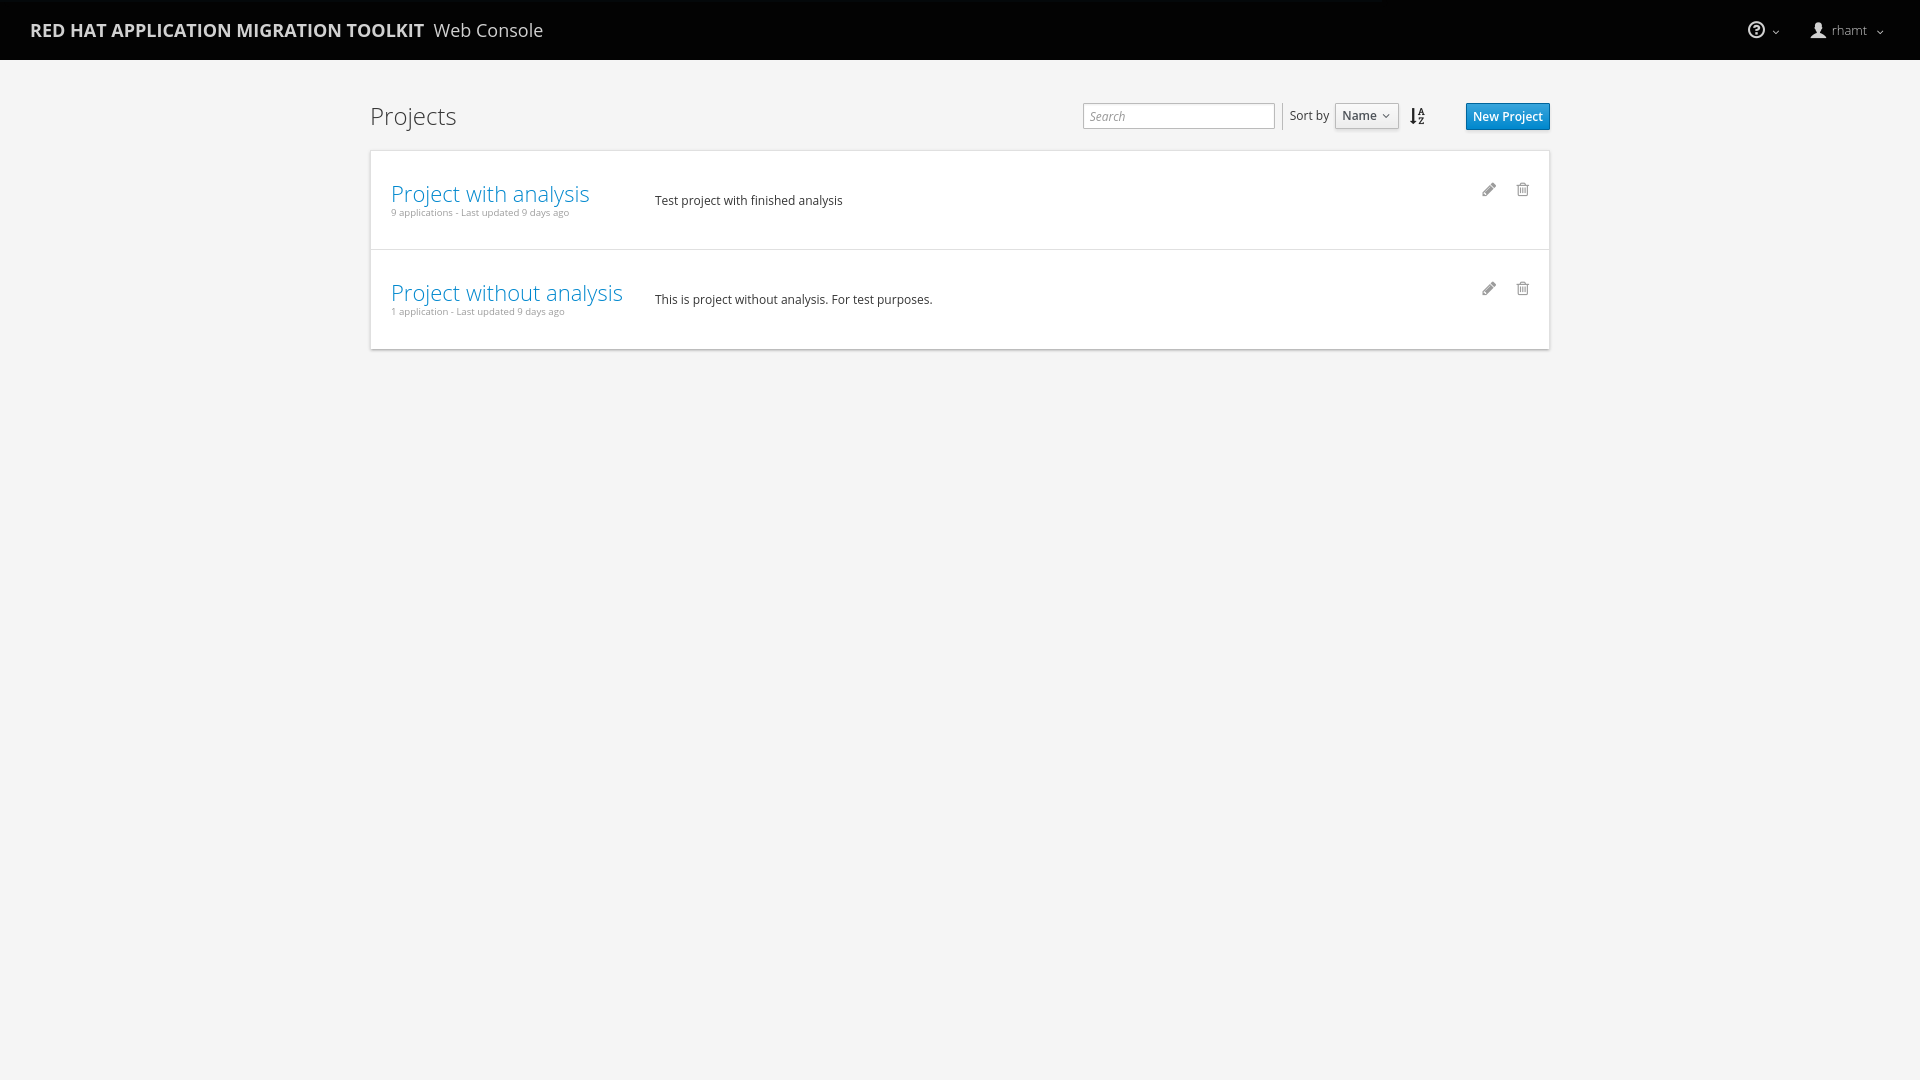 RED HAT APPLICATION MIGRATION TOOLKIT Web Console
rhamt
Projects
Search
Sort by
Name
New Project
Project with analysis
9 applications - Last updated 9 days ago
Test project with finished analysis
Project without analysis
1 application - Last updated 9 days ago
This is project without analysis. For test purposes.